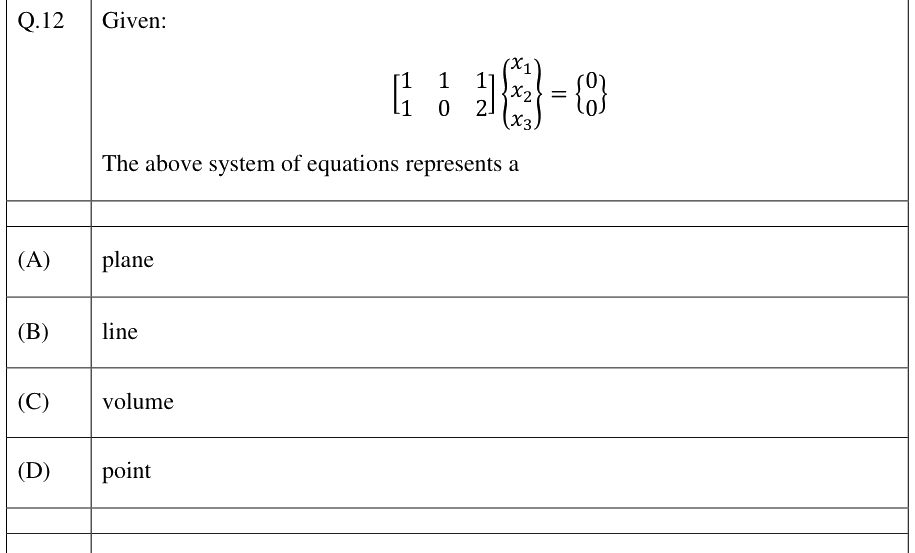 Q.12 Given:
[1 1 1
1 0 2] {x₁
x₂
x₃} = {0
0}
The above system of equations represents a
(A) plane
(B) line
(C) volume
(D) point